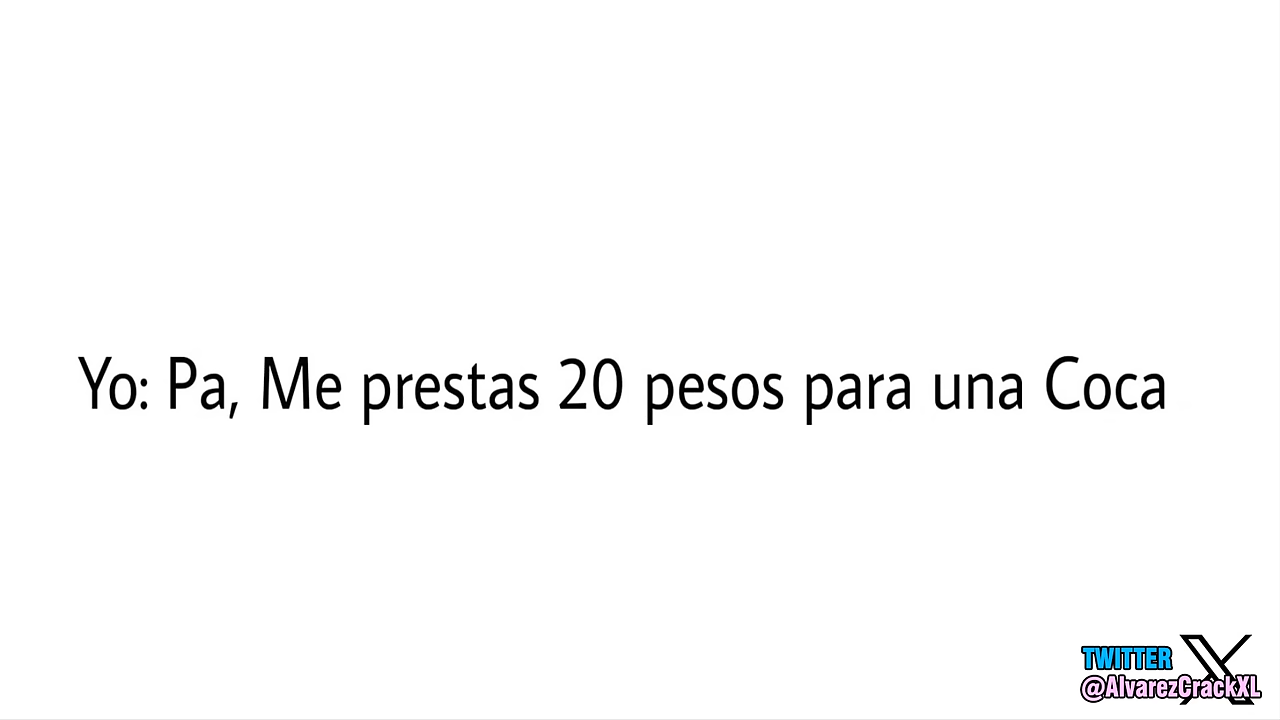 Yo: Pa, Me prestas 20 pesos para una Coca
TWITTER X
@AlvarezCrackXL